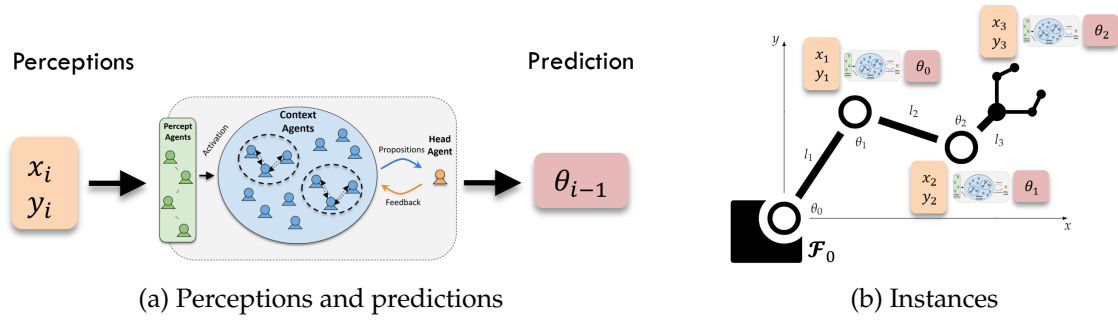 Perceptions
Prediction
x_i
y_i
Percept
Agents
Activation
Context
Agents
Propositions
Feedback
Head
Agent
θ_{i-1}
(a) Perceptions and predictions
y
x_1
y_1
θ_0
x_3
y_3
θ_2
l_1
θ_1
l_2
θ_2
l_3
x_2
y_2
θ_1
θ_0
x
𝓕_0
(b) Instances